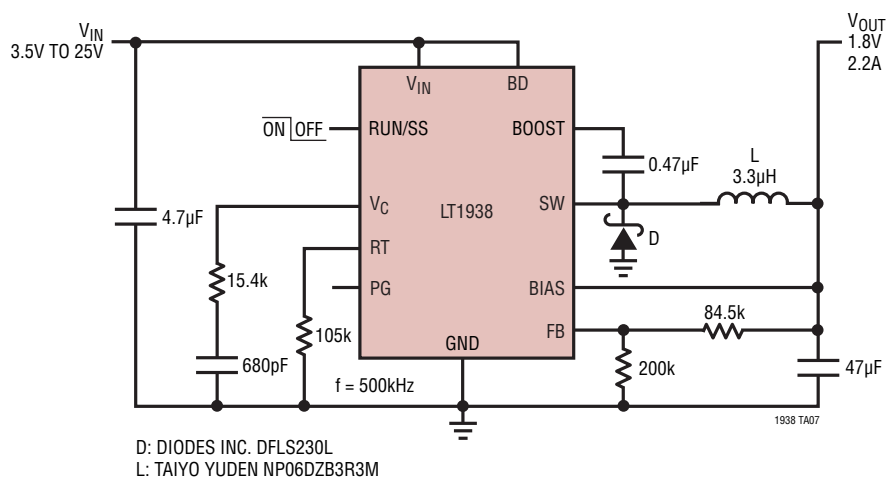 VIN
3.5V TO 25V
VOUT
1.8V
2.2A
VIN
BD
ON OFF
RUN/SS
BOOST
0.47µF
L
3.3µH
4.7µF
VC
LT1938
SW
D
RT
15.4k
PG
BIAS
84.5k
105k
FB
GND
680pF
200k
47µF
f = 500kHz
1938 TA07
D: DIODES INC. DFLS230L
L: TAIYO YUDEN NP06DZB3R3M